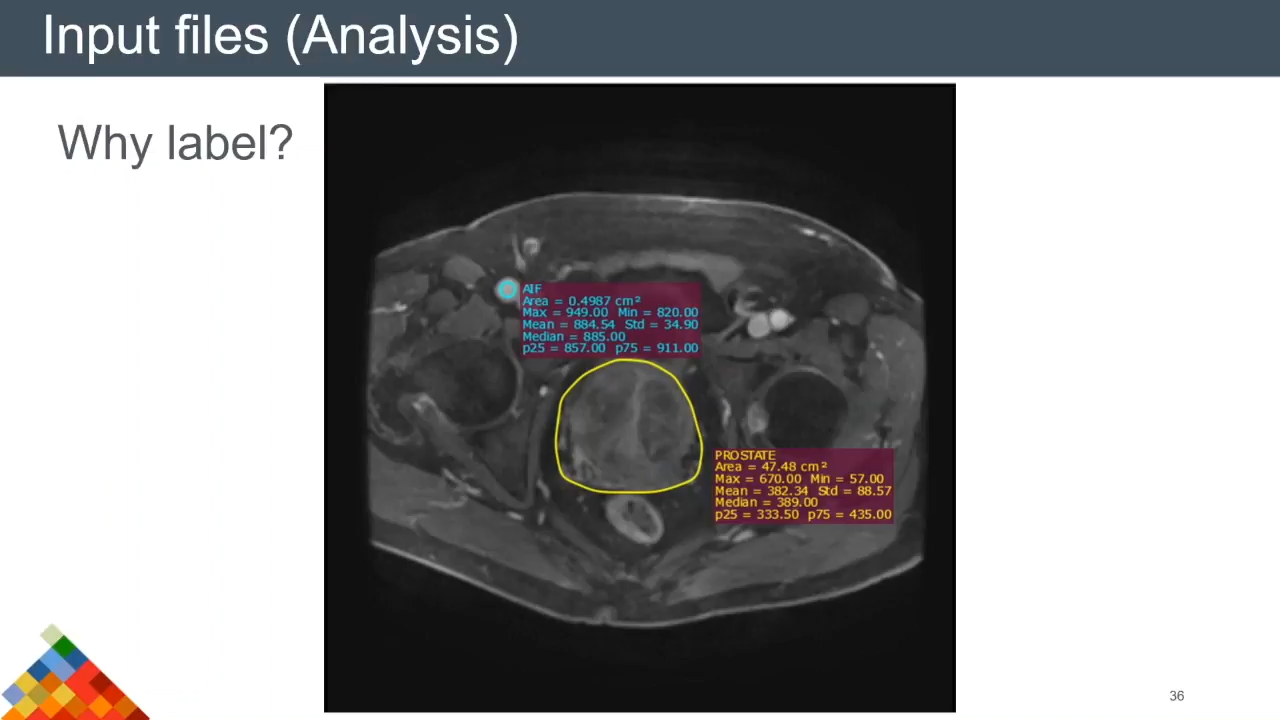 Input files (Analysis)
Why label?
AIF
Area = 0.4987 cm²
Max = 949.00 Min = 820.00
Mean = 884.54 Std = 34.90
Median = 885.00
p25 = 857.00 p75 = 911.00
PROSTATE
Area = 47.48 cm²
Max = 670.00 Min = 57.00
Mean = 382.34 Std = 88.57
Median = 389.00
p25 = 333.50 p75 = 435.00
36